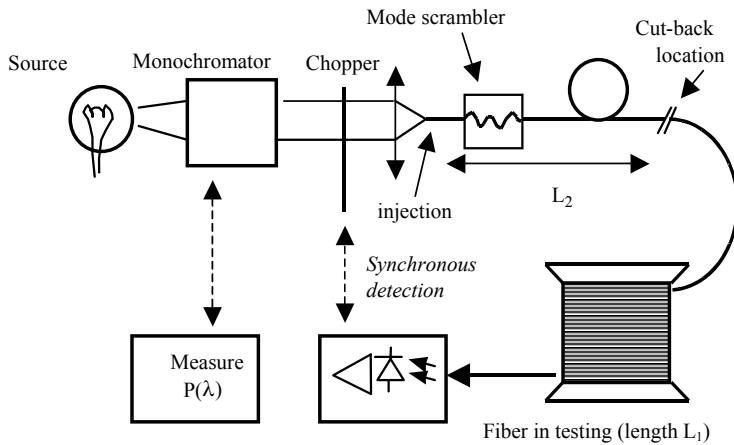 Mode scrambler
Cut-back
location
Source
Monochromator
Chopper
injection
L₂
Synchronous
detection
Measure
P(λ)
Fiber in testing (length L₁)